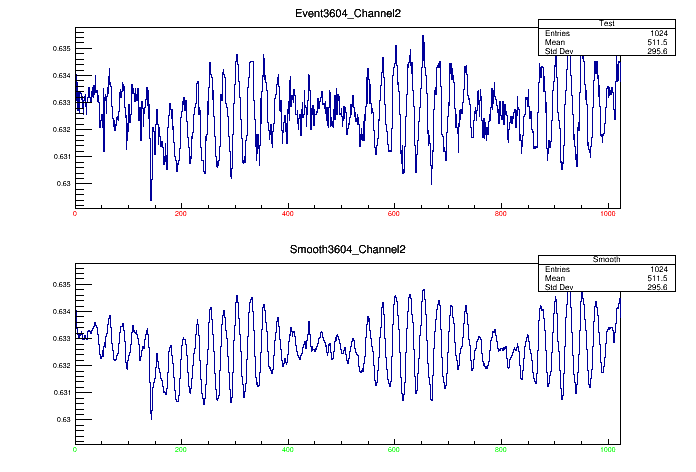 Event3604_Channel2
Test
Entries 1024
Mean 511.5
Std Dev 295.6
0.635
0.634
0.633
0.632
0.631
0.63
0 200 400 600 800 1000
Smooth3604_Channel2
Smooth
Entries 1024
Mean 511.5
Std Dev 295.6
0.635
0.634
0.633
0.632
0.631
0.63
0 200 400 600 800 1000